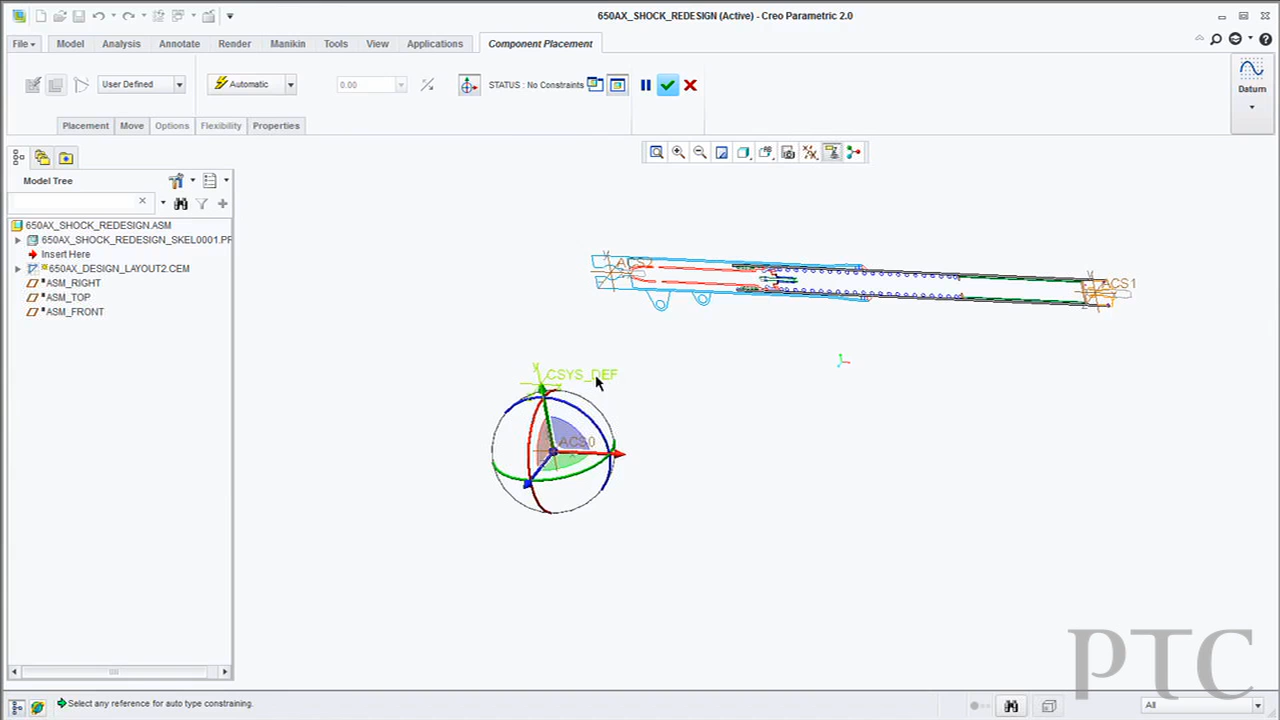 650AX_SHOCK_REDESIGN (Active) - Creo Parametric 2.0
File Model Analysis Annotate Render Manikin Tools View Applications Component Placement
User Defined Automatic 0.00 STATUS : No Constraints
Datum
Placement Move Options Flexibility Properties
Model Tree
650AX_SHOCK_REDESIGN.ASM
650AX_SHOCK_REDESIGN_SKEL0001.PF
Insert Here
650AX_DESIGN_LAYOUT2.CEM
ASM_RIGHT
ASM_TOP
ASM_FRONT
ACS2
ACS1
CSYS_DEF
ACS0
PTC
Select any reference for auto type constraining.
All